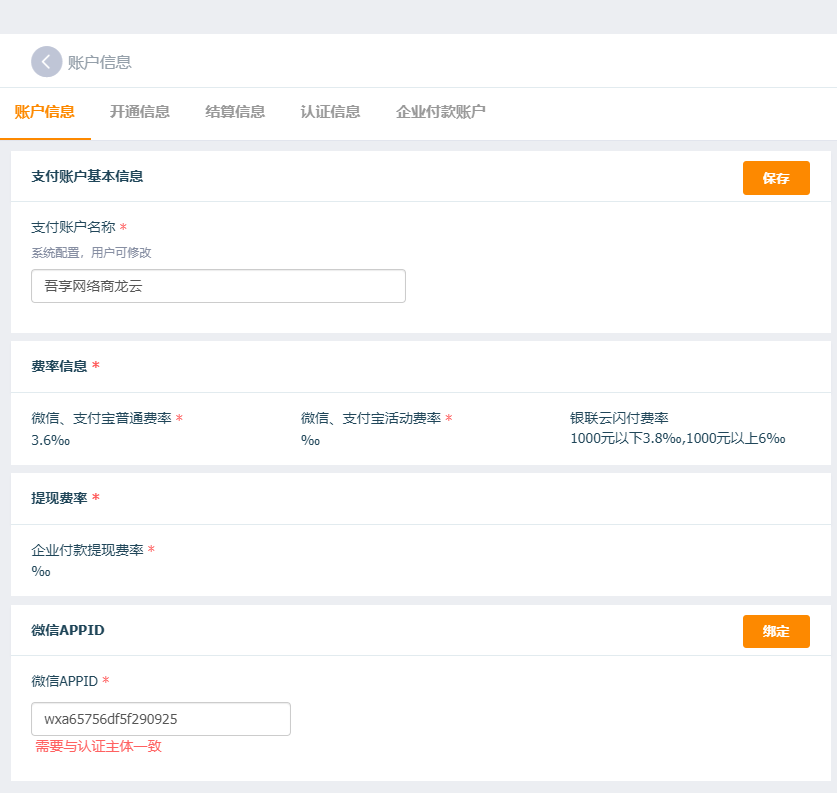 账户信息
账户信息 开通信息 结算信息 认证信息 企业付款账户
支付账户基本信息 保存
支付账户名称 *
系统配置，用户可修改
吾享网络商龙云
费率信息 *
微信、支付宝普通费率 * 微信、支付宝活动费率 * 银联云闪付费率
3.6‰ ‰ 1000元以下3.8‰,1000元以上6‰
提现费率 *
企业付款提现费率 *
‰
微信APPID 绑定
微信APPID *
wxa65756df5f290925
需要与认证主体一致